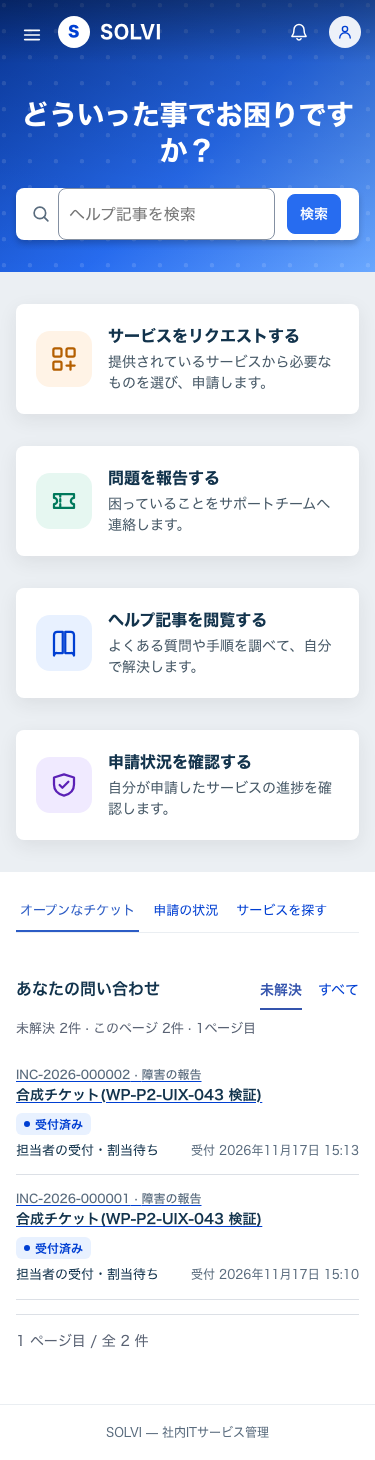 S SOLVI
どういった事でお困りです
か？
ヘルプ記事を検索 検索
サービスをリクエストする
提供されているサービスから必要な
ものを選び、申請します。
問題を報告する
困っていることをサポートチームへ
連絡します。
ヘルプ記事を閲覧する
よくある質問や手順を調べて、自分
で解決します。
申請状況を確認する
自分が申請したサービスの進捗を確
認します。
オープンなチケット 申請の状況 サービスを探す
あなたの問い合わせ 未解決 すべて
未解決 2件 · このページ 2件 · 1ページ目
INC-2026-000002 · 障害の報告
合成チケット(WP-P2-UIX-043 検証)
受付済み
担当者の受付・割当待ち 受付 2026年11月17日 15:13
INC-2026-000001 · 障害の報告
合成チケット(WP-P2-UIX-043 検証)
受付済み
担当者の受付・割当待ち 受付 2026年11月17日 15:10
1 ページ目 / 全 2 件
SOLVI — 社内ITサービス管理